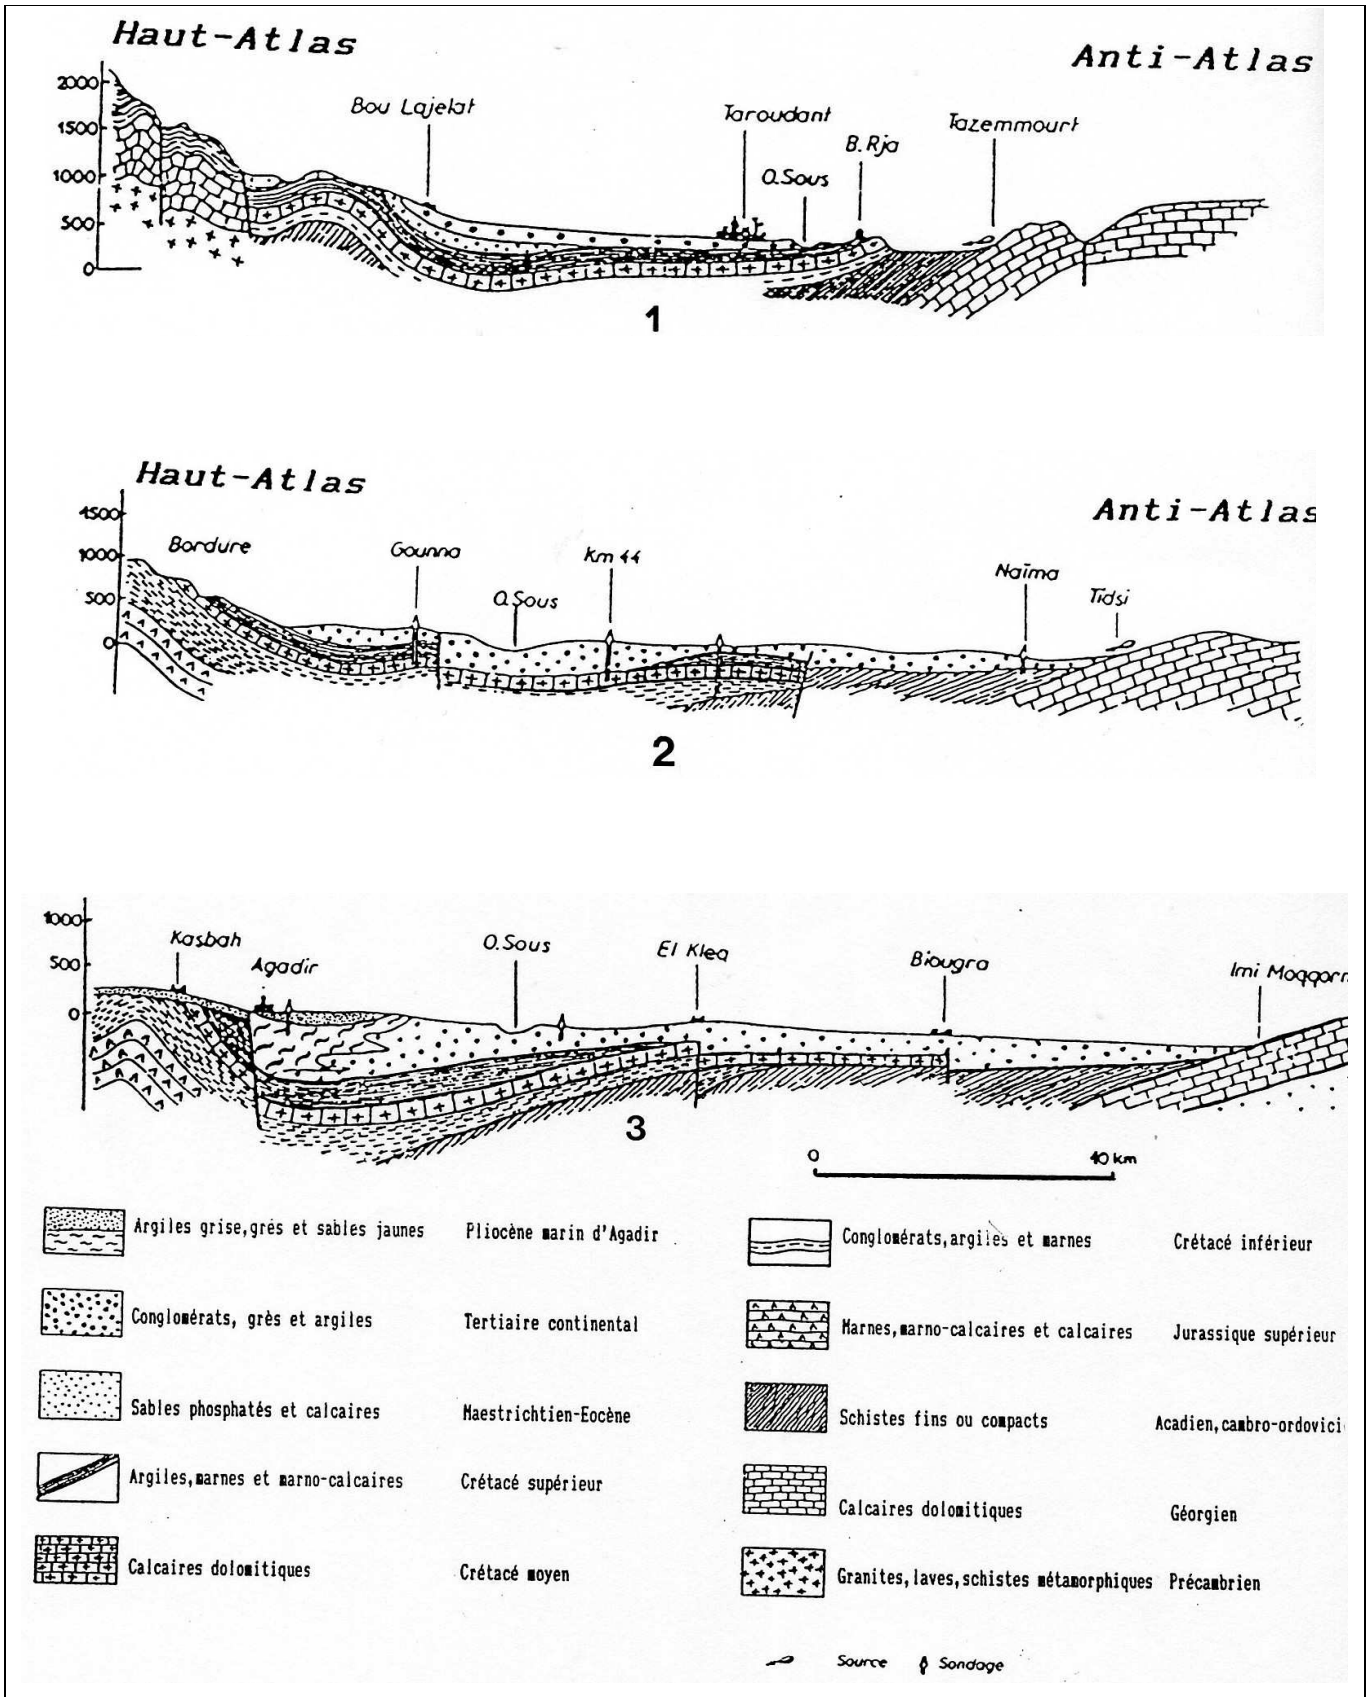 Haut-Atlas
Anti-Atlas
2000
1500
1000
500
0
Bou Lajelat
Taroudant
O.Sous
B.Rja
Tazemmourt
1
Haut-Atlas
Anti-Atlas
1500
1000
500
0
Bordure
Gounna
O.Sous
Km 44
Naïma
Tidsi
2
1000
500
0
Kasbah
Agadir
O.Sous
El Klea
Biougra
Imi Moqqorn
3
0 40 km
Argiles grise,grès et sables jaunes Pliocène marin d'Agadir
Conglomérats, grès et argiles Tertiaire continental
Sables phosphatés et calcaires Maestrichtien-Eocène
Argiles,marnes et marno-calcaires Crétacé supérieur
Calcaires dolomitiques Crétacé moyen
Conglomérats,argiles et marnes Crétacé inférieur
Marnes,marno-calcaires et calcaires Jurassique supérieur
Schistes fins ou compacts Acadien,cambro-ordovici
Calcaires dolomitiques Géorgien
Granites,laves,schistes métamorphiques Précambrien
Source Sondage